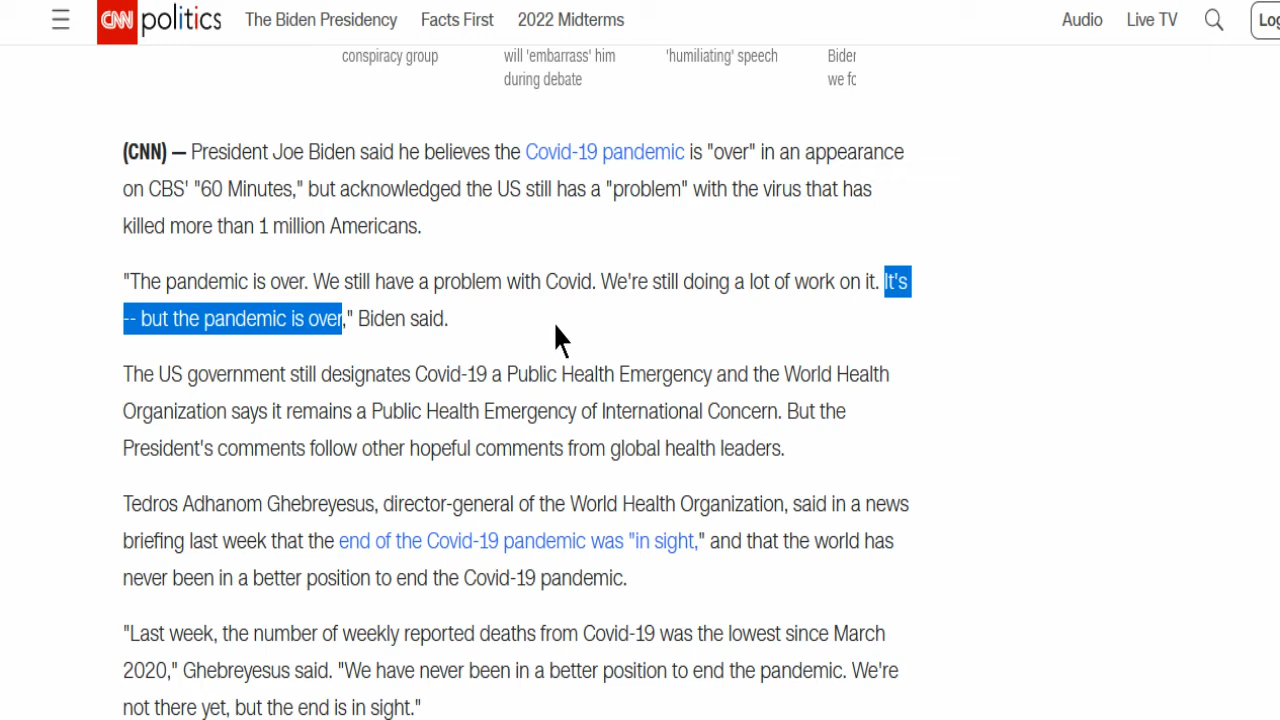 CNN politics The Biden Presidency Facts First 2022 Midterms Audio Live TV
conspiracy group will 'embarrass' him 'humiliating' speech
during debate
(CNN) — President Joe Biden said he believes the Covid-19 pandemic is "over" in an appearance
on CBS' "60 Minutes," but acknowledged the US still has a "problem" with the virus that has
killed more than 1 million Americans.
"The pandemic is over. We still have a problem with Covid. We're still doing a lot of work on it. It's
-- but the pandemic is over," Biden said.
The US government still designates Covid-19 a Public Health Emergency and the World Health
Organization says it remains a Public Health Emergency of International Concern. But the
President's comments follow other hopeful comments from global health leaders.
Tedros Adhanom Ghebreyesus, director-general of the World Health Organization, said in a news
briefing last week that the end of the Covid-19 pandemic was "in sight," and that the world has
never been in a better position to end the Covid-19 pandemic.
"Last week, the number of weekly reported deaths from Covid-19 was the lowest since March
2020," Ghebreyesus said. "We have never been in a better position to end the pandemic. We're
not there yet, but the end is in sight."